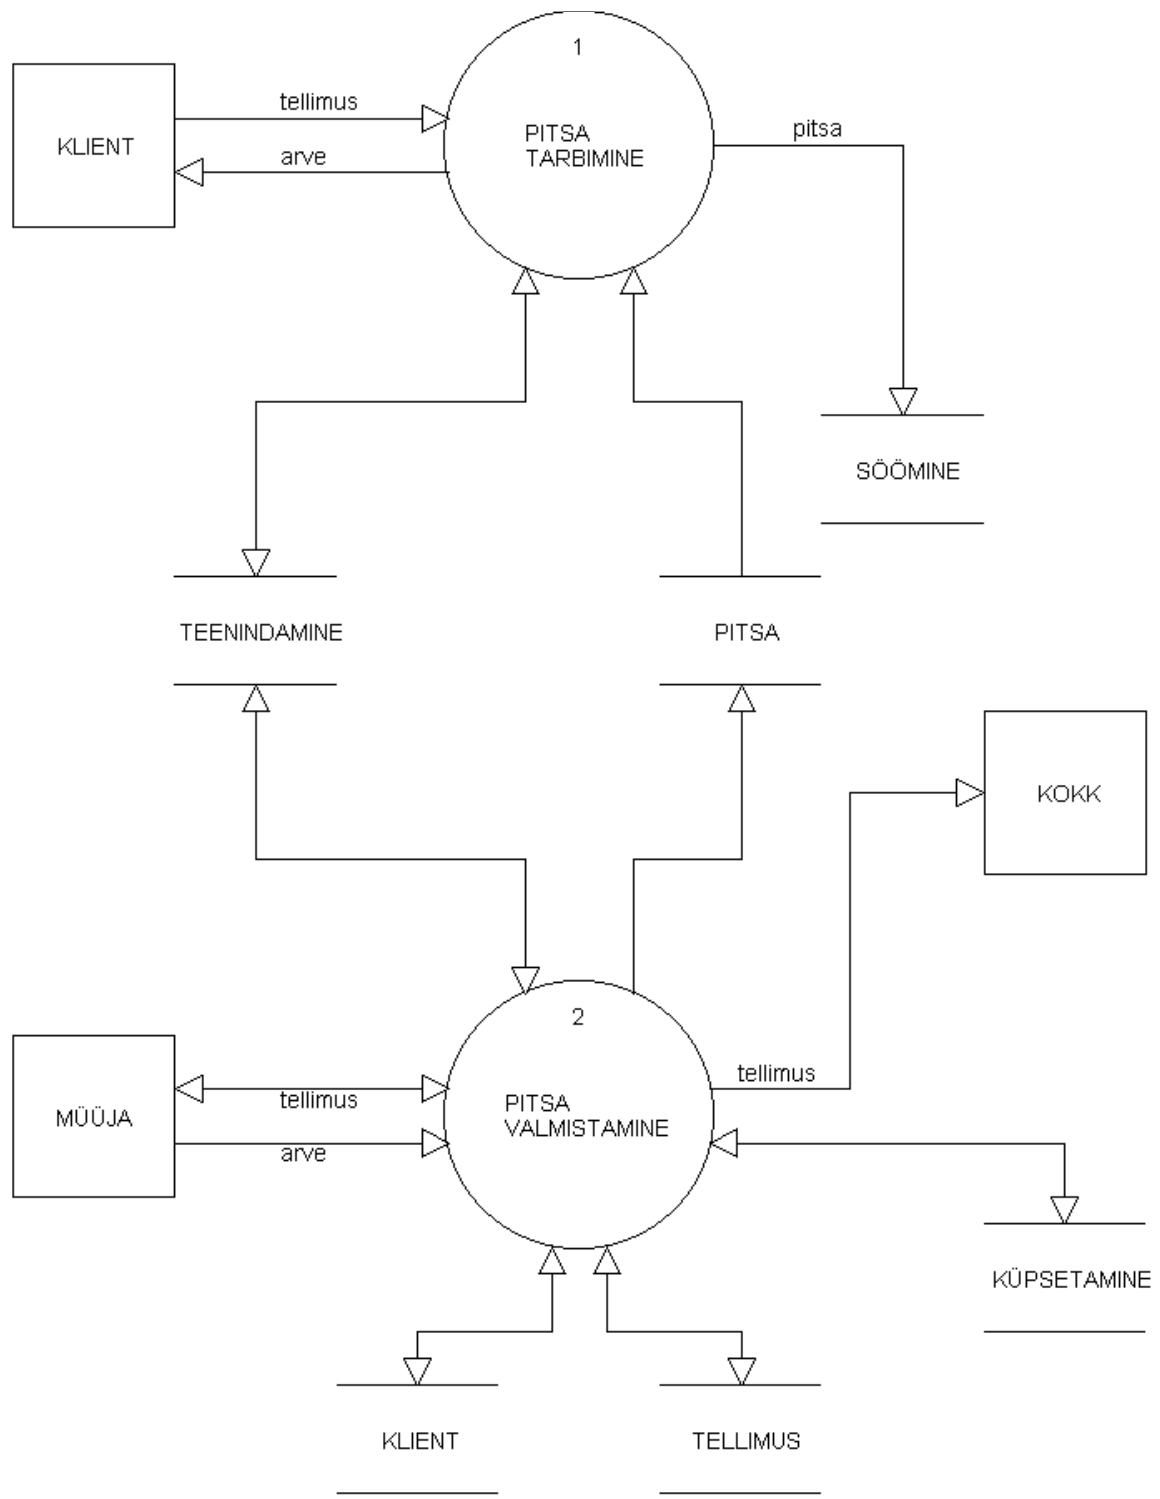 1
tellimus
KLIENT
PITSA
TARBIMINE
pitsa
arve
SÖÖMINE
TEENINDAMINE
PITSA
KOKK
2
tellimus
MÜÜJA
tellimus
PITSA
VALMISTAMINE
arve
KÜPSETAMINE
KLIENT
TELLIMUS